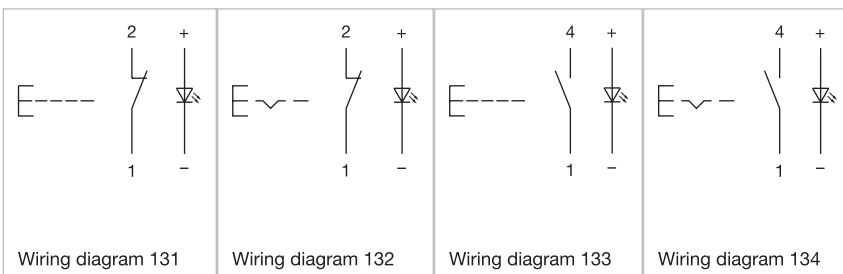 2 +
1 –
Wiring diagram 131
2 +
1 –
Wiring diagram 132
4 +
1 –
Wiring diagram 133
4 +
1 –
Wiring diagram 134